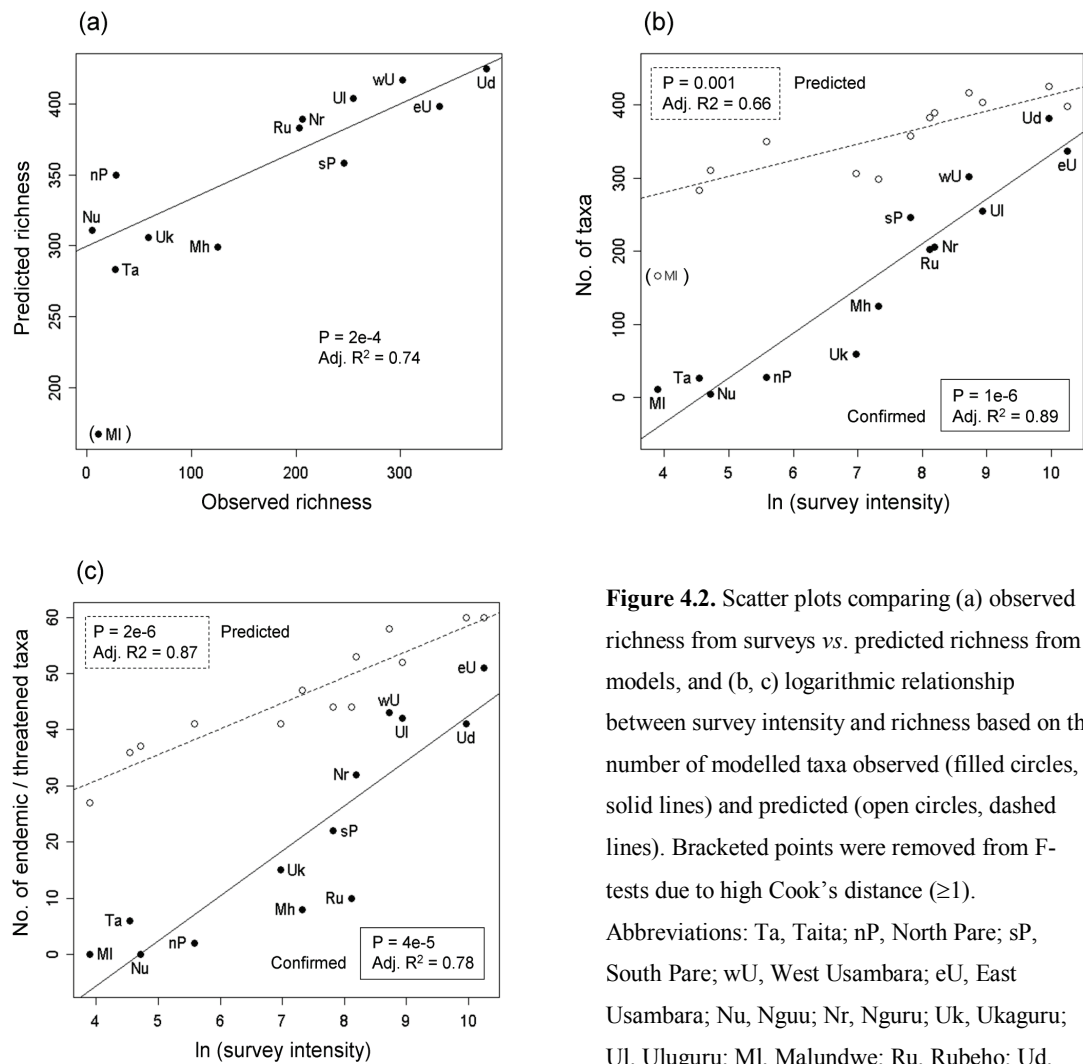 (a)
Predicted richness
400
350
300
250
200
wU
Ud
Ul
eU
Nr
Ru
sP
nP
Nu
Uk
Mh
Ta
P = 2e-4
Adj. R² = 0.74
( Ml )
0 100 200 300
Observed richness
(b)
P = 0.001
Adj. R2 = 0.66
Predicted
No. of taxa
400
300
200
100
0
Ud
eU
wU
sP
Ul
Nr
Ru
( Ml )
Mh
Uk
Ta
nP
Ml
Nu
Confirmed
P = 1e-6
Adj. R² = 0.89
4 5 6 7 8 9 10
ln (survey intensity)
(c)
P = 2e-6
Adj. R2 = 0.87
Predicted
No. of endemic / threatened taxa
60
50
40
30
20
10
0
eU
wU
Ul
Ud
Nr
sP
Uk
Ru
Mh
Ta
nP
Ml
Nu
Confirmed
P = 4e-5
Adj. R² = 0.78
4 5 6 7 8 9 10
ln (survey intensity)
Figure 4.2. Scatter plots comparing (a) observed
richness from surveys vs. predicted richness from
models, and (b, c) logarithmic relationship
between survey intensity and richness based on th
number of modelled taxa observed (filled circles,
solid lines) and predicted (open circles, dashed
lines). Bracketed points were removed from F-
tests due to high Cook’s distance (≥1).
Abbreviations: Ta, Taita; nP, North Pare; sP,
South Pare; wU, West Usambara; eU, East
Usambara; Nu, Nguu; Nr, Nguru; Uk, Ukaguru;
Ul, Uluguru; Ml, Malundwe; Ru, Rubeho; Ud,